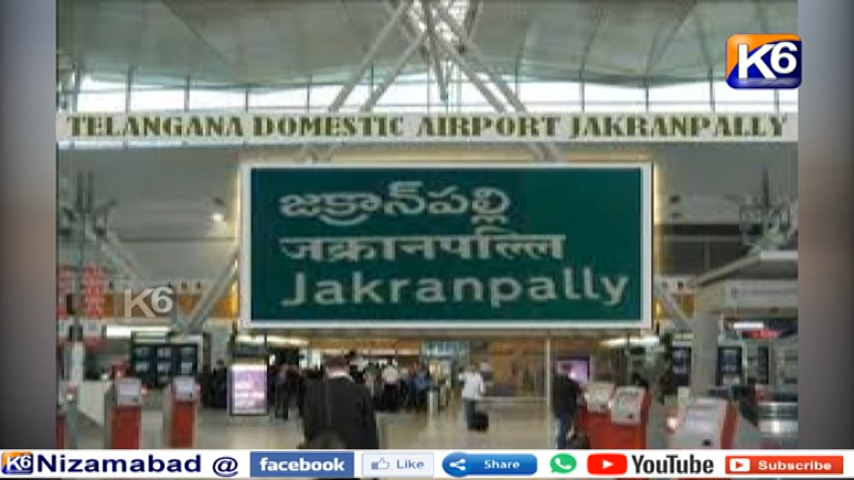 K6
TELANGANA DOMESTIC AIRPORT JAKRANPALLY
జక్రాన్‌పల్లి
जक्रानपल्लि
Jakranpally
K6
K6 Nizamabad @ facebook Like Share YouTube Subscribe